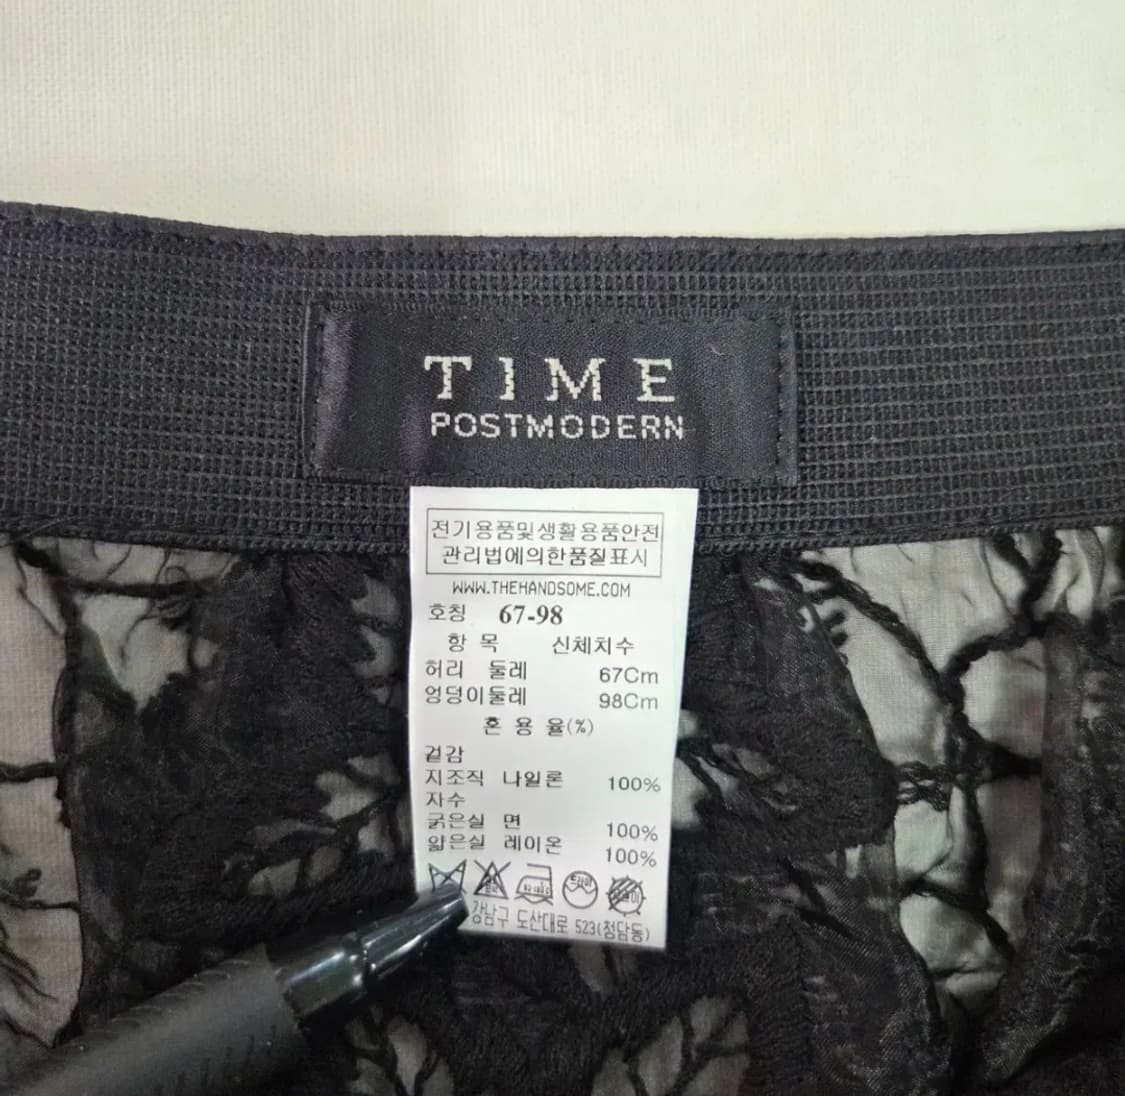 TIME
POSTMODERN
전기용품및생활용품안전
관리법에의한품질표시
WWW.THEHANDSOME.COM
호칭 67-98
항 목 신체치수
허리 둘레 67Cm
엉덩이둘레 98Cm
혼 용 율(%)
겉감
지조직 나일론 100%
자수
굵은실 면 100%
얇은실 레이온 100%
드라이
강남구 도산대로 523(청담동)